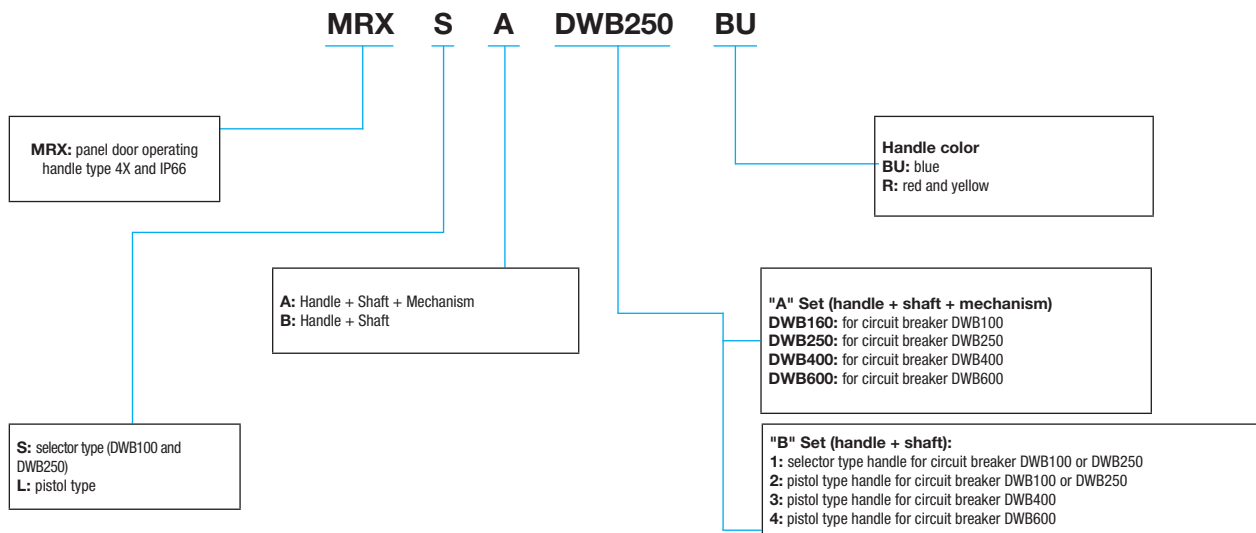 MRX S A DWB250 BU
MRX: panel door operating
handle type 4X and IP66
Handle color
BU: blue
R: red and yellow
A: Handle + Shaft + Mechanism
B: Handle + Shaft
"A" Set (handle + shaft + mechanism)
DWB160: for circuit breaker DWB100
DWB250: for circuit breaker DWB250
DWB400: for circuit breaker DWB400
DWB600: for circuit breaker DWB600
S: selector type (DWB100 and
DWB250)
L: pistol type
"B" Set (handle + shaft):
1: selector type handle for circuit breaker DWB100 or DWB250
2: pistol type handle for circuit breaker DWB100 or DWB250
3: pistol type handle for circuit breaker DWB400
4: pistol type handle for circuit breaker DWB600